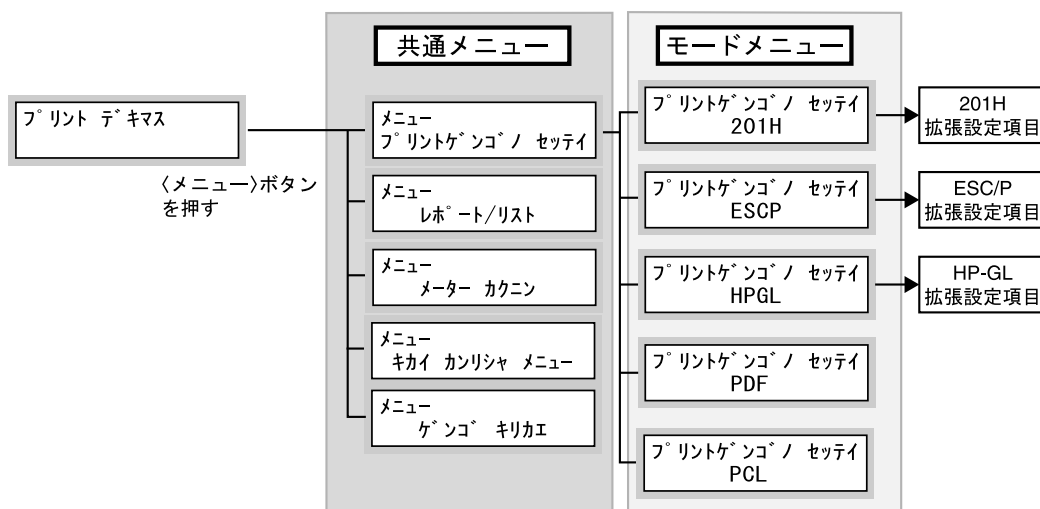 共通メニュー
モードメニュー
プリント デキマス
〈メニュー〉ボタン
を押す
メニュー
プリントゲンゴノ セッテイ
メニュー
レポート/リスト
メニュー
メーター カクニン
メニュー
キカイ カンリシャ メニュー
メニュー
ゲンゴ キリカエ
プリントゲンゴノ セッテイ
201H
プリントゲンゴノ セッテイ
ESCP
プリントゲンゴノ セッテイ
HPGL
プリントゲンゴノ セッテイ
PDF
プリントゲンゴノ セッテイ
PCL
201H
拡張設定項目
ESC/P
拡張設定項目
HP-GL
拡張設定項目